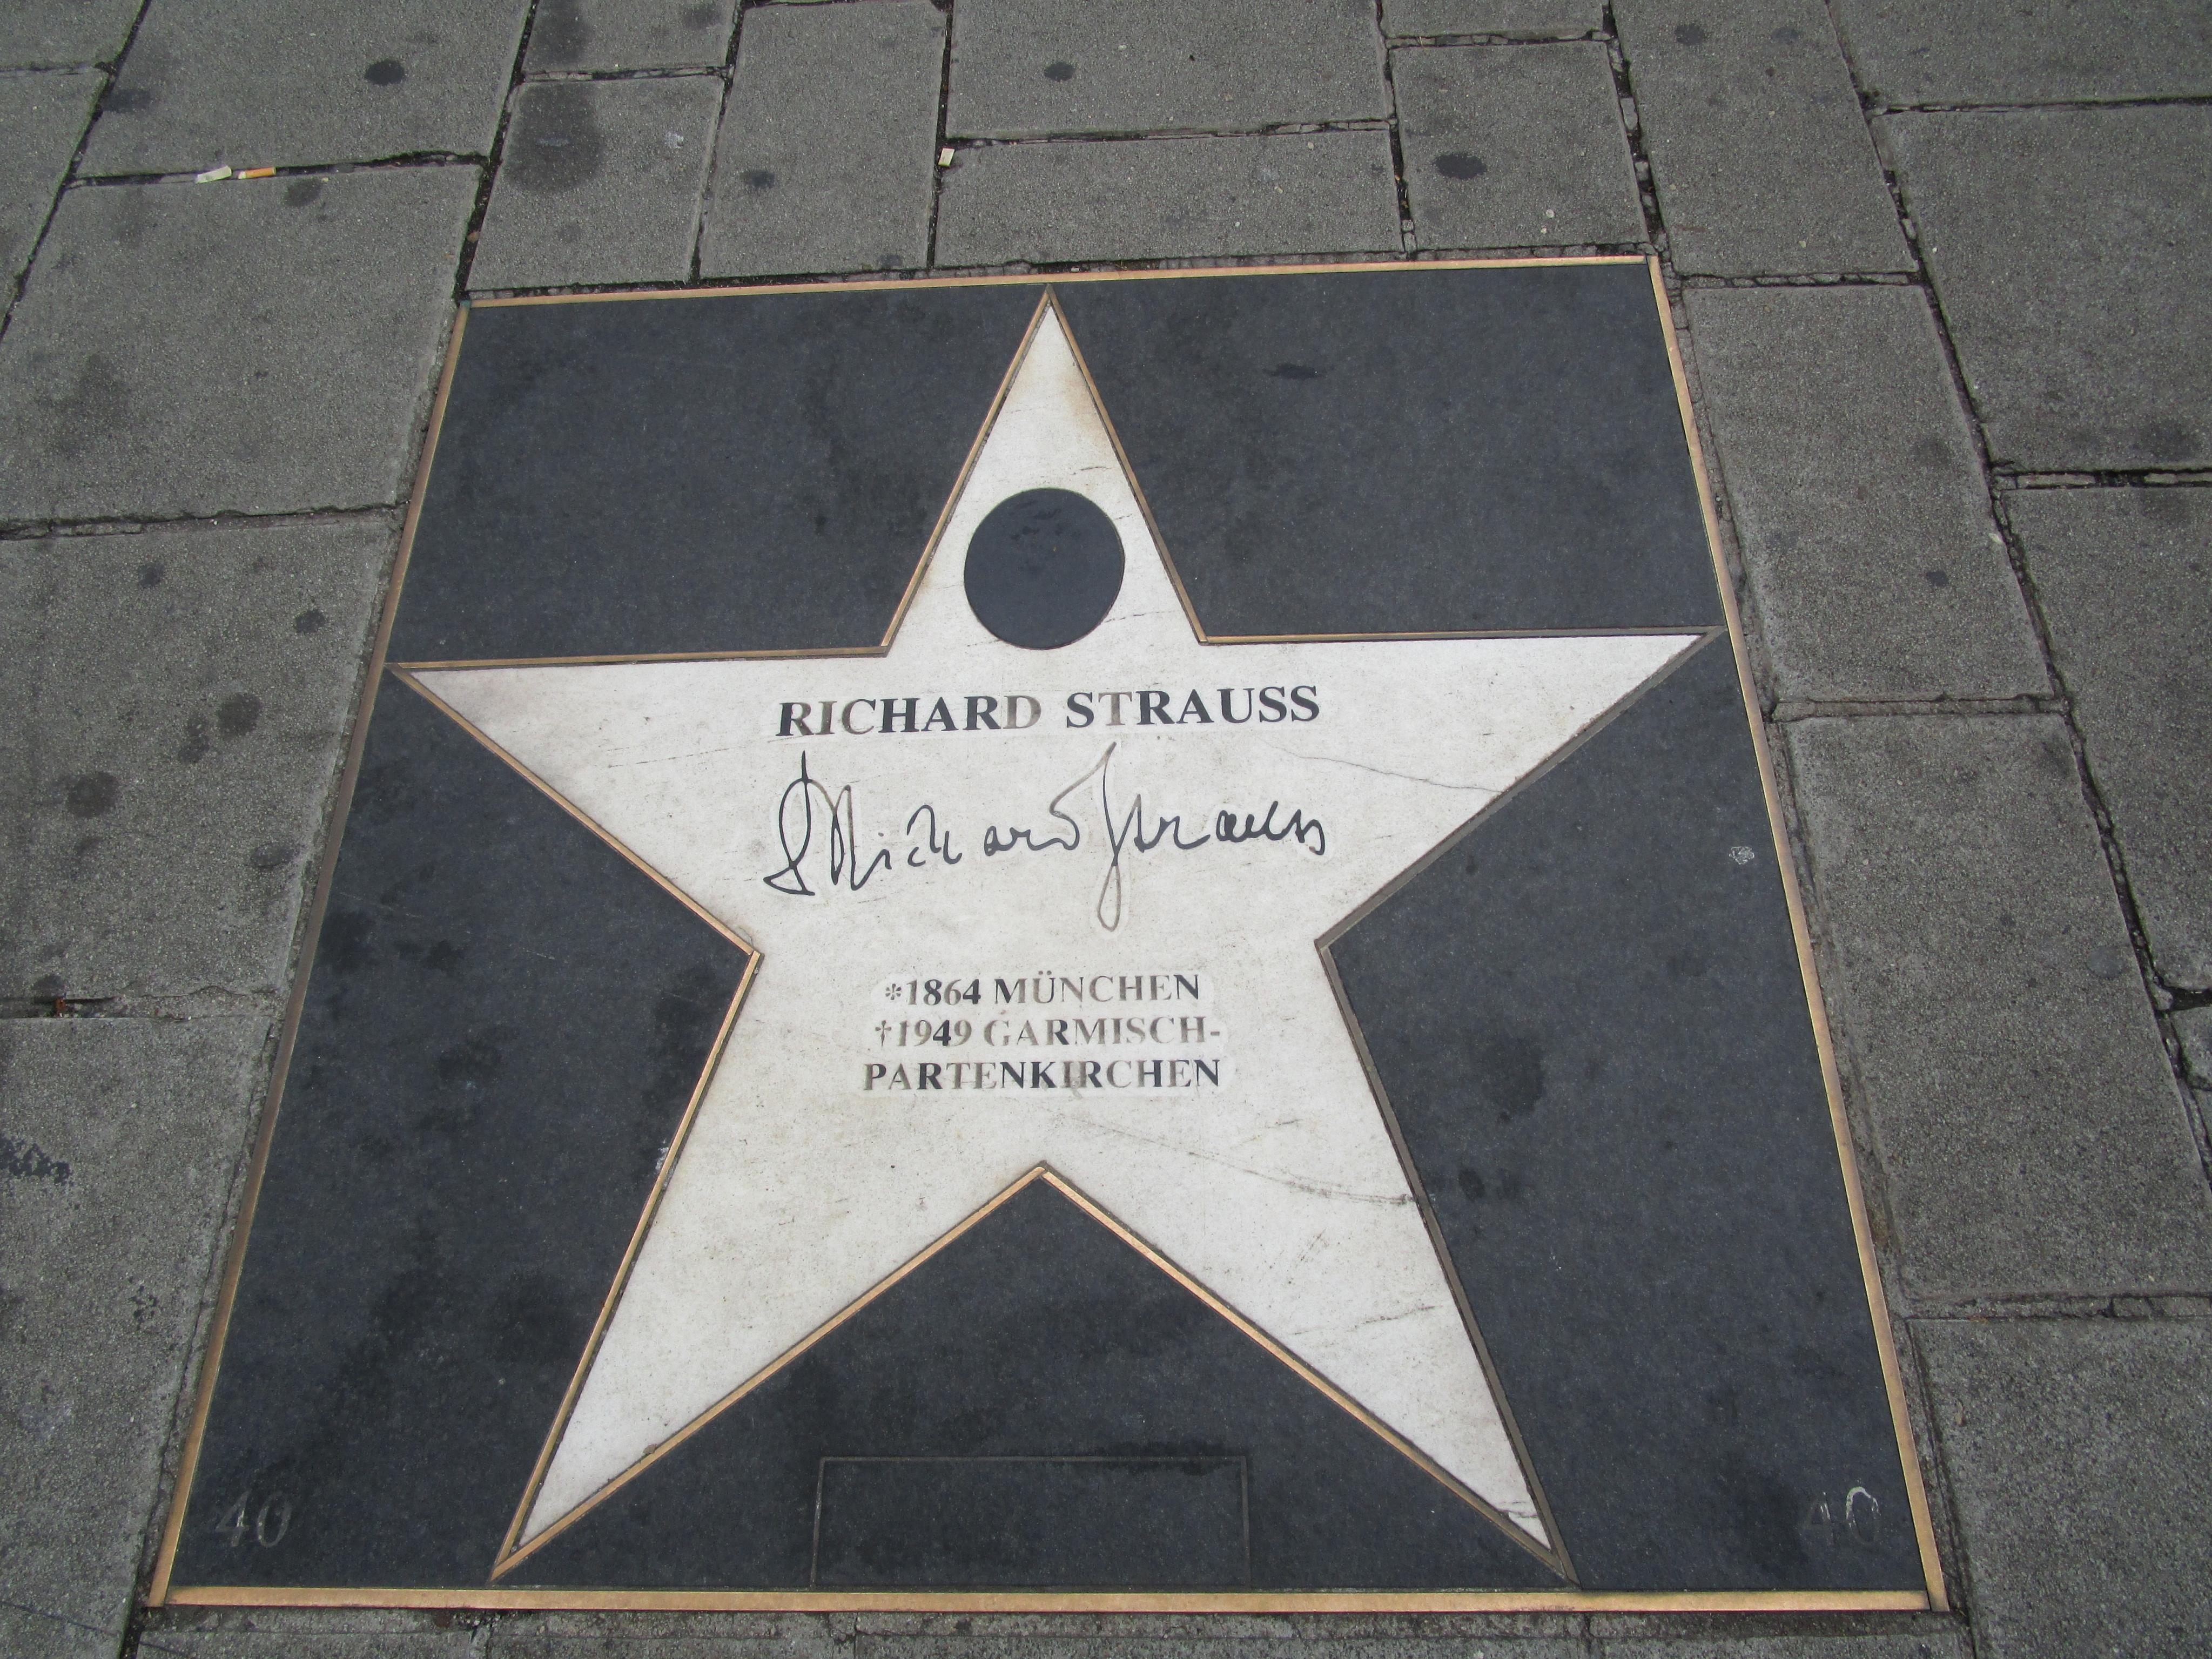 RICHARD STRAUSS
Richard Strauss
*1864 MÜNCHEN
†1949 GARMISCH-
PARTENKIRCHEN
40 40